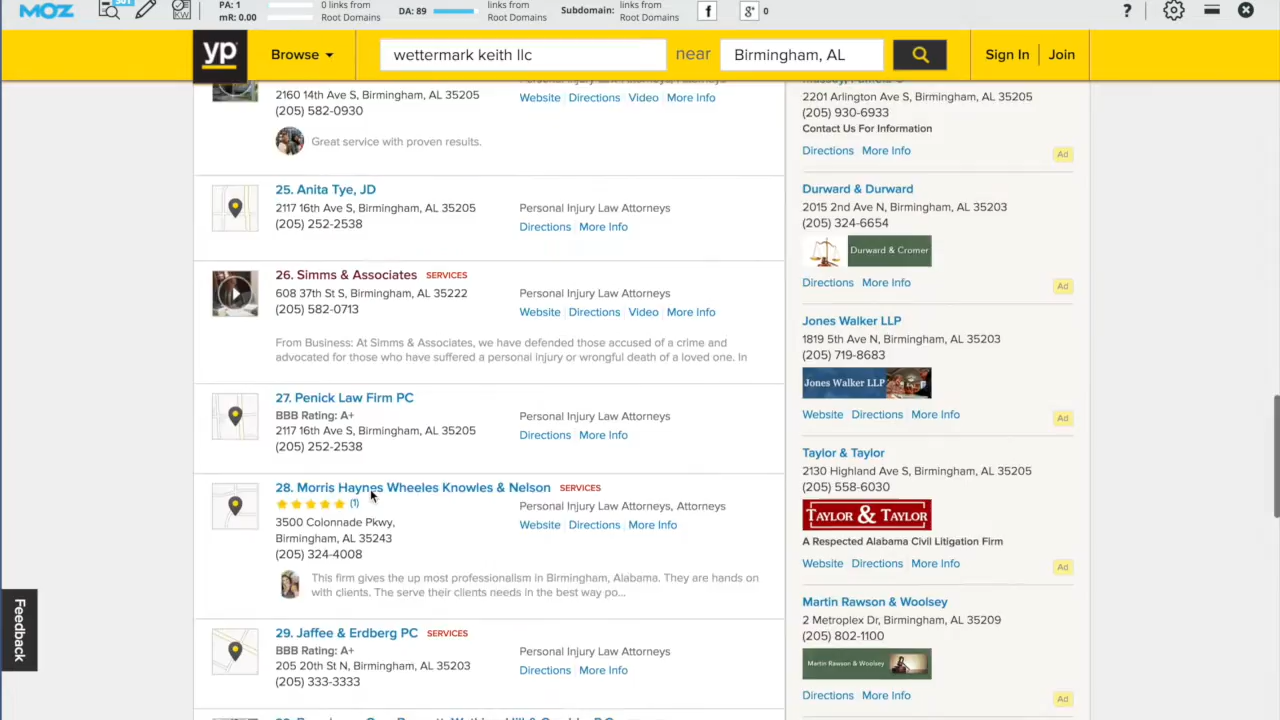 MOZ
PA: 1
mR: 0.00
0 links from
Root Domains
DA: 89
links from
Root Domains
Subdomain:
links from
Root Domains
0
?
yp
Browse
wettermark keith llc
near
Birmingham, AL
Sign In
Join
2160 14th Ave S, Birmingham, AL 35205
(205) 582-0930
Website Directions Video More Info
Great service with proven results.
25. Anita Tye, JD
2117 16th Ave S, Birmingham, AL 35205
(205) 252-2538
Personal Injury Law Attorneys
Directions More Info
26. Simms & Associates SERVICES
608 37th St S, Birmingham, AL 35222
(205) 582-0713
Personal Injury Law Attorneys
Website Directions Video More Info
From Business: At Simms & Associates, we have defended those accused of a crime and
advocated for those who have suffered a personal injury or wrongful death of a loved one. In
27. Penick Law Firm PC
BBB Rating: A+
2117 16th Ave S, Birmingham, AL 35205
(205) 252-2538
Personal Injury Law Attorneys
Directions More Info
28. Morris Haynes Wheeles Knowles & Nelson SERVICES
(1)
3500 Colonnade Pkwy,
Birmingham, AL 35243
(205) 324-4008
Personal Injury Law Attorneys, Attorneys
Website Directions More Info
This firm gives the up most professionalism in Birmingham, Alabama. They are hands on
with clients. The serve their clients needs in the best way po...
29. Jaffee & Erdberg PC SERVICES
BBB Rating: A+
205 20th St N, Birmingham, AL 35203
(205) 333-3333
Personal Injury Law Attorneys
Directions More Info
2201 Arlington Ave S, Birmingham, AL 35205
(205) 930-6933
Contact Us For Information
Directions More Info
Ad
Durward & Durward
2015 2nd Ave N, Birmingham, AL 35203
(205) 324-6654
Durward & Cromer
Directions More Info
Ad
Jones Walker LLP
1819 5th Ave N, Birmingham, AL 35203
(205) 719-8683
Jones Walker LLP
Website Directions More Info
Ad
Taylor & Taylor
2130 Highland Ave S, Birmingham, AL 35205
(205) 558-6030
TAYLOR & TAYLOR
A Respected Alabama Civil Litigation Firm
Website Directions More Info
Ad
Martin Rawson & Woolsey
2 Metroplex Dr, Birmingham, AL 35209
(205) 802-1100
Martin Rawson & Woolsey
Directions More Info
Ad
Feedback